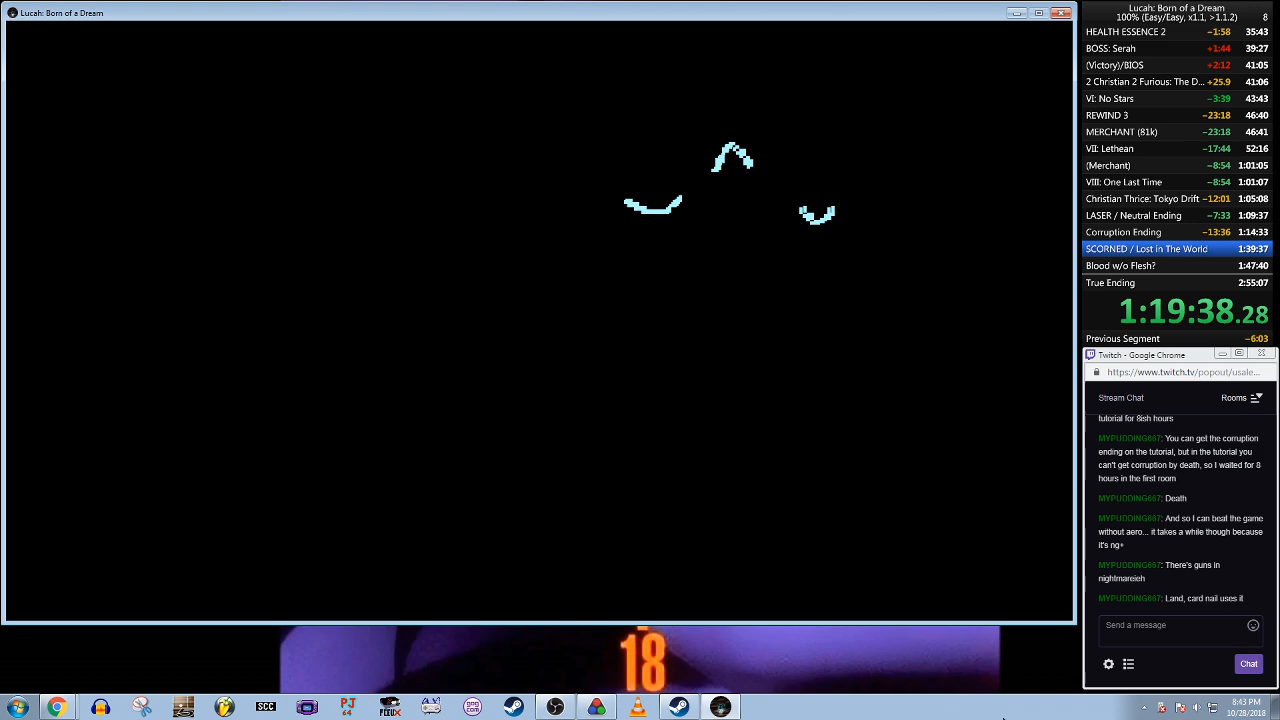 Lucah: Born of a Dream
Lucah: Born of a Dream
100% (Easy/Easy, x1.1, >1.1.2) 8
HEALTH ESSENCE 2 −1:58 35:43
BOSS: Serah +1:44 39:27
(Victory)/BIOS +2:12 41:05
2 Christian 2 Furious: The D... +25.9 41:06
VI: No Stars −3:39 43:43
REWIND 3 −23:18 46:40
MERCHANT (81k) −23:18 46:41
VII: Lethean −17:44 52:16
(Merchant) −8:54 1:01:05
VIII: One Last Time −8:54 1:01:07
Christian Thrice: Tokyo Drift −12:01 1:05:08
LASER / Neutral Ending −7:33 1:09:37
Corruption Ending −13:36 1:14:33
SCORNED / Lost in The World 1:39:37
Blood w/o Flesh? 1:47:40
True Ending 2:55:07
1:19:38.28
Previous Segment −6:03
Twitch - Google Chrome
https://www.twitch.tv/popout/usale...
Stream Chat Rooms
tutorial for 8ish hours
MYPUDDING667: You can get the corruption
ending on the tutorial, but in the tutorial you
can't get corruption by death, so I waited for 8
hours in the first room
MYPUDDING667: Death
MYPUDDING667: And so I can beat the game
without aero... it takes a while though because
it's ng+
MYPUDDING667: There's guns in
nightmareieh
MYPUDDING667: Land, card nail uses it
Send a message
Chat
18
SCC
PJ
64
8:43 PM
10/28/2018